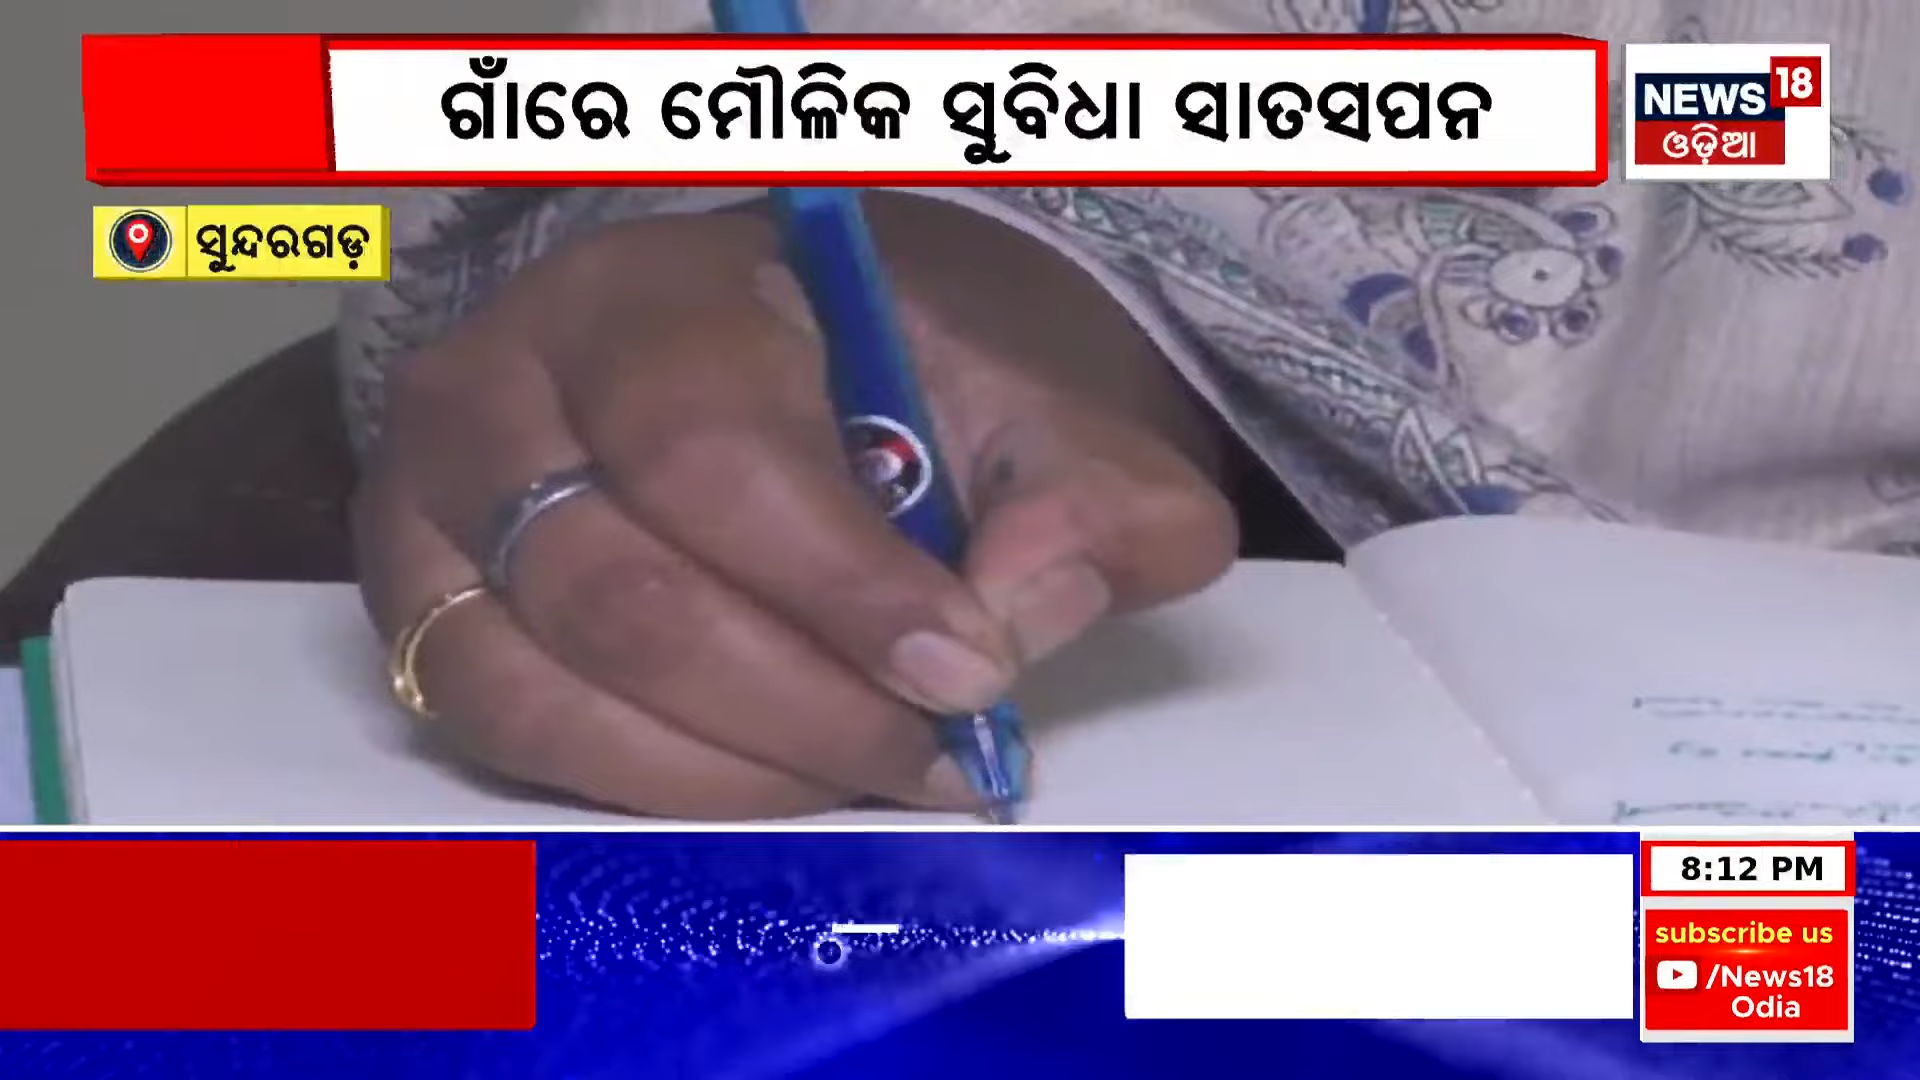 ଗାଁରେ ମୌଳିକ ସୁବିଧା ସାତସପନ
NEWS 18
ଓଡ଼ିଆ
ସୁନ୍ଦରଗଡ଼
8:12 PM
subscribe us
/News18
Odia